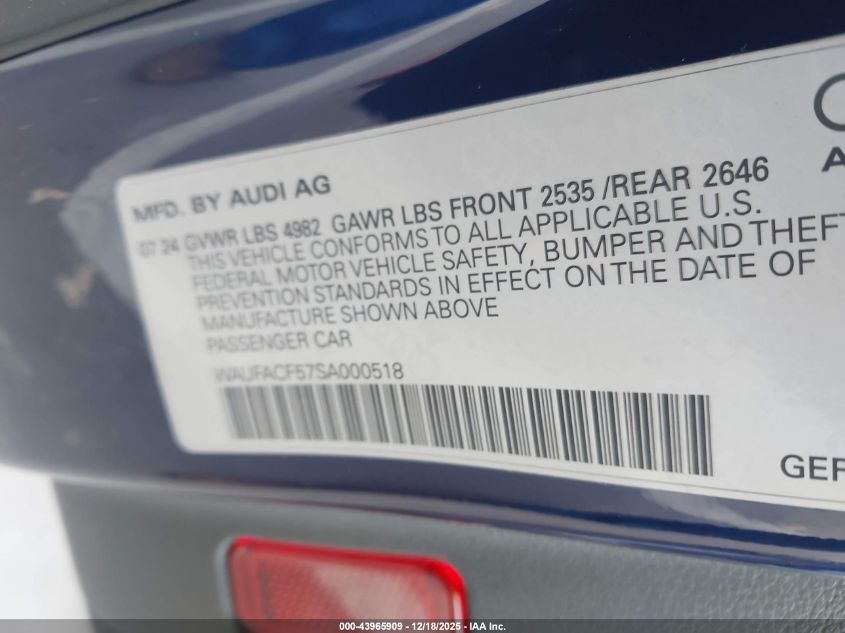 MFD. BY AUDI AG
07 24 GVWR LBS 4982 GAWR LBS FRONT 2535 /REAR 2646
THIS VEHICLE CONFORMS TO ALL APPLICABLE U.S.
FEDERAL MOTOR VEHICLE SAFETY, BUMPER AND THEFT
PREVENTION STANDARDS IN EFFECT ON THE DATE OF
MANUFACTURE SHOWN ABOVE
PASSENGER CAR
WAUFACF57SA000518
GER
000-43965909 - 12/18/2025 - IAA Inc.